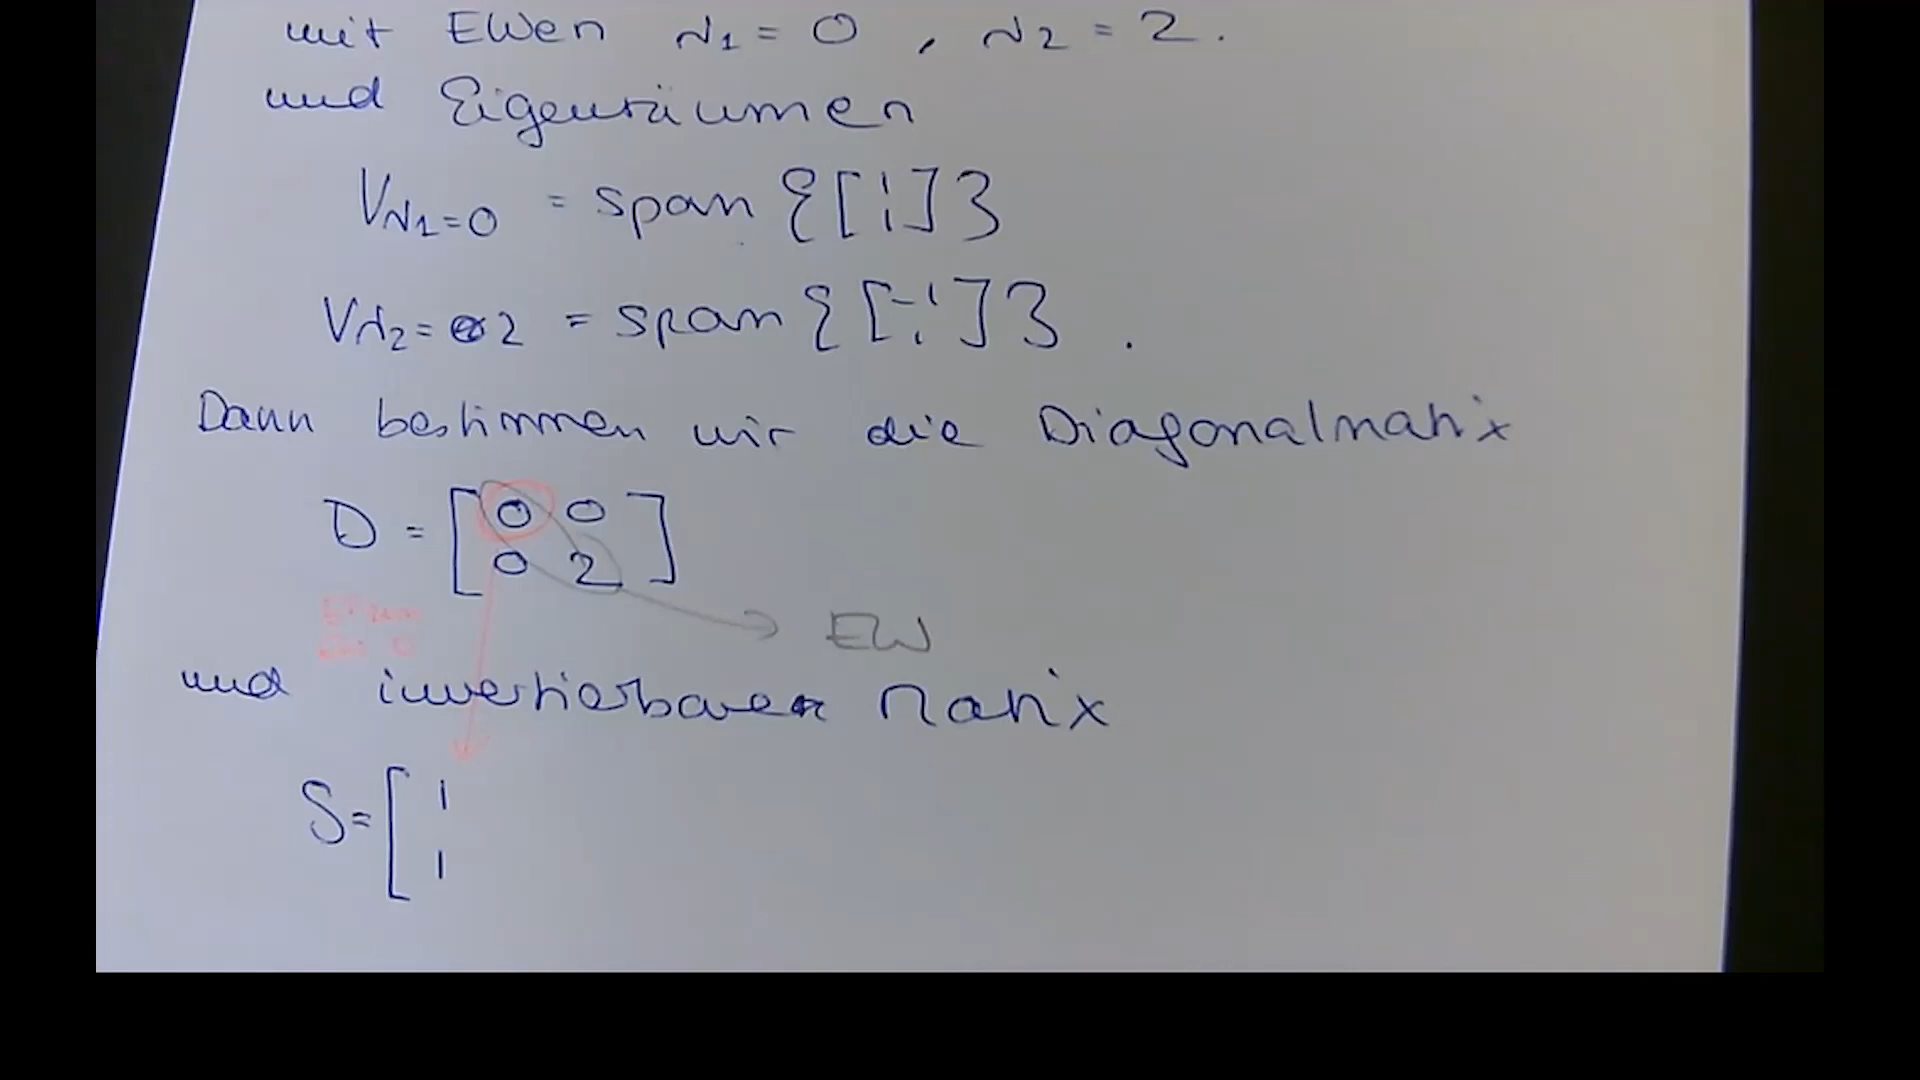 mit EWen λ1 = 0 , λ2 = 2.
und Eigenräumen
Vλ1=0 = span {[1 1]}
Vλ2=2 = span {[-1 1]} .
Dann bestimmen wir die Diagonalmatrix
D = [0 0
0 2]
EW
und invertierbaren Matrix
S = [1
1